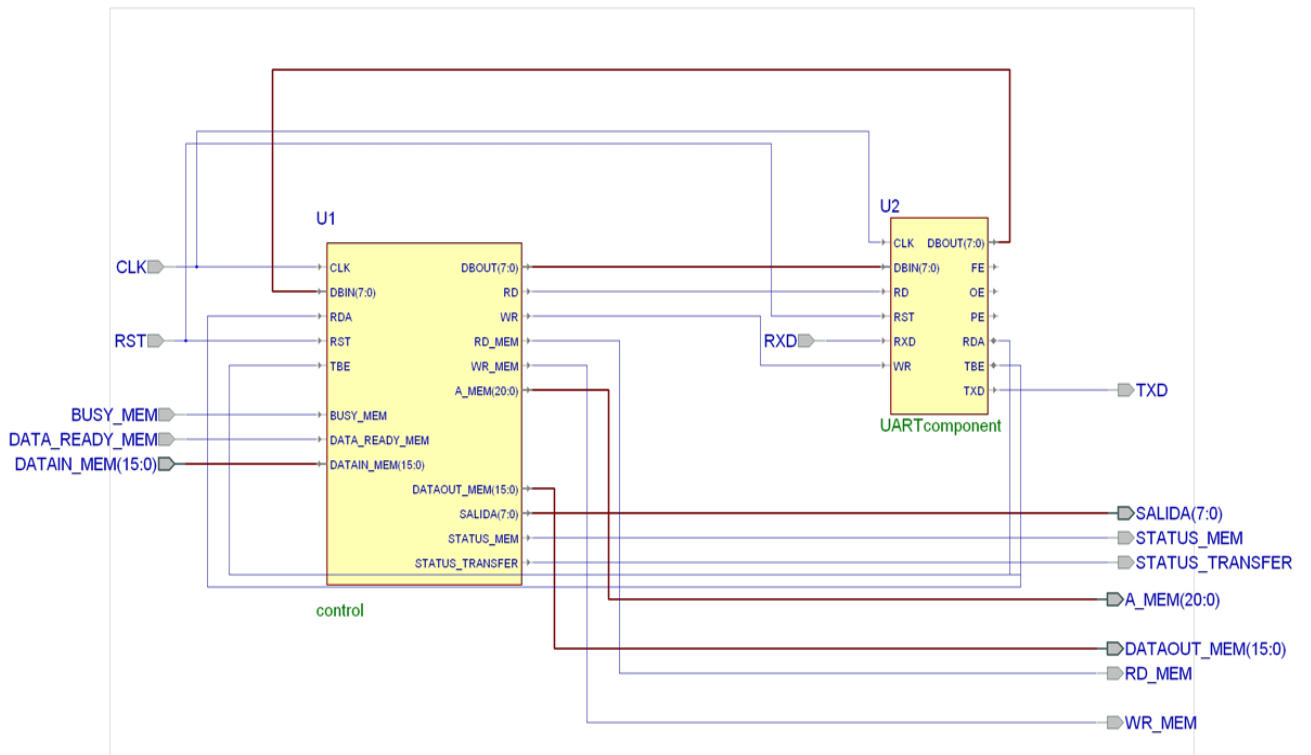 U1
CLK
DBIN(7:0)
RDA
RST
TBE
BUSY_MEM
DATA_READY_MEM
DATAIN_MEM(15:0)
DBOUT(7:0)
RD
WR
RD_MEM
WR_MEM
A_MEM(20:0)
DATAOUT_MEM(15:0)
SALIDA(7:0)
STATUS_MEM
STATUS_TRANSFER
control
U2
CLK
DBIN(7:0)
RD
RST
RXD
WR
DBOUT(7:0)
FE
OE
PE
RDA
TBE
TXD
UARTcomponent
CLK
RST
BUSY_MEM
DATA_READY_MEM
DATAIN_MEM(15:0)
RXD
TXD
SALIDA(7:0)
STATUS_MEM
STATUS_TRANSFER
A_MEM(20:0)
DATAOUT_MEM(15:0)
RD_MEM
WR_MEM